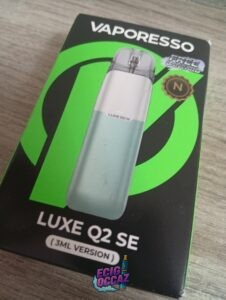 VAPORESSO
N
LUXE Q2 SE
( 3ML VERSION )
ECIG
OCCAZ